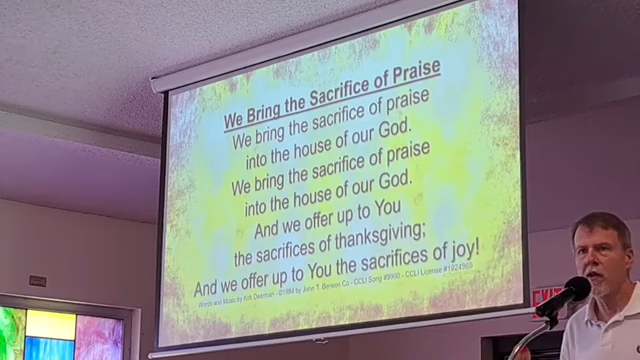 We Bring the Sacrifice of Praise
We bring the sacrifice of praise
into the house of our God.
We bring the sacrifice of praise
into the house of our God.
And we offer up to You
the sacrifices of thanksgiving;
And we offer up to You the sacrifices of joy!
Words and Music by Kirk Dearman - ©1984 by John T. Benson Co - CCLI Song #9990 - CCLI License #1924969
EXIT